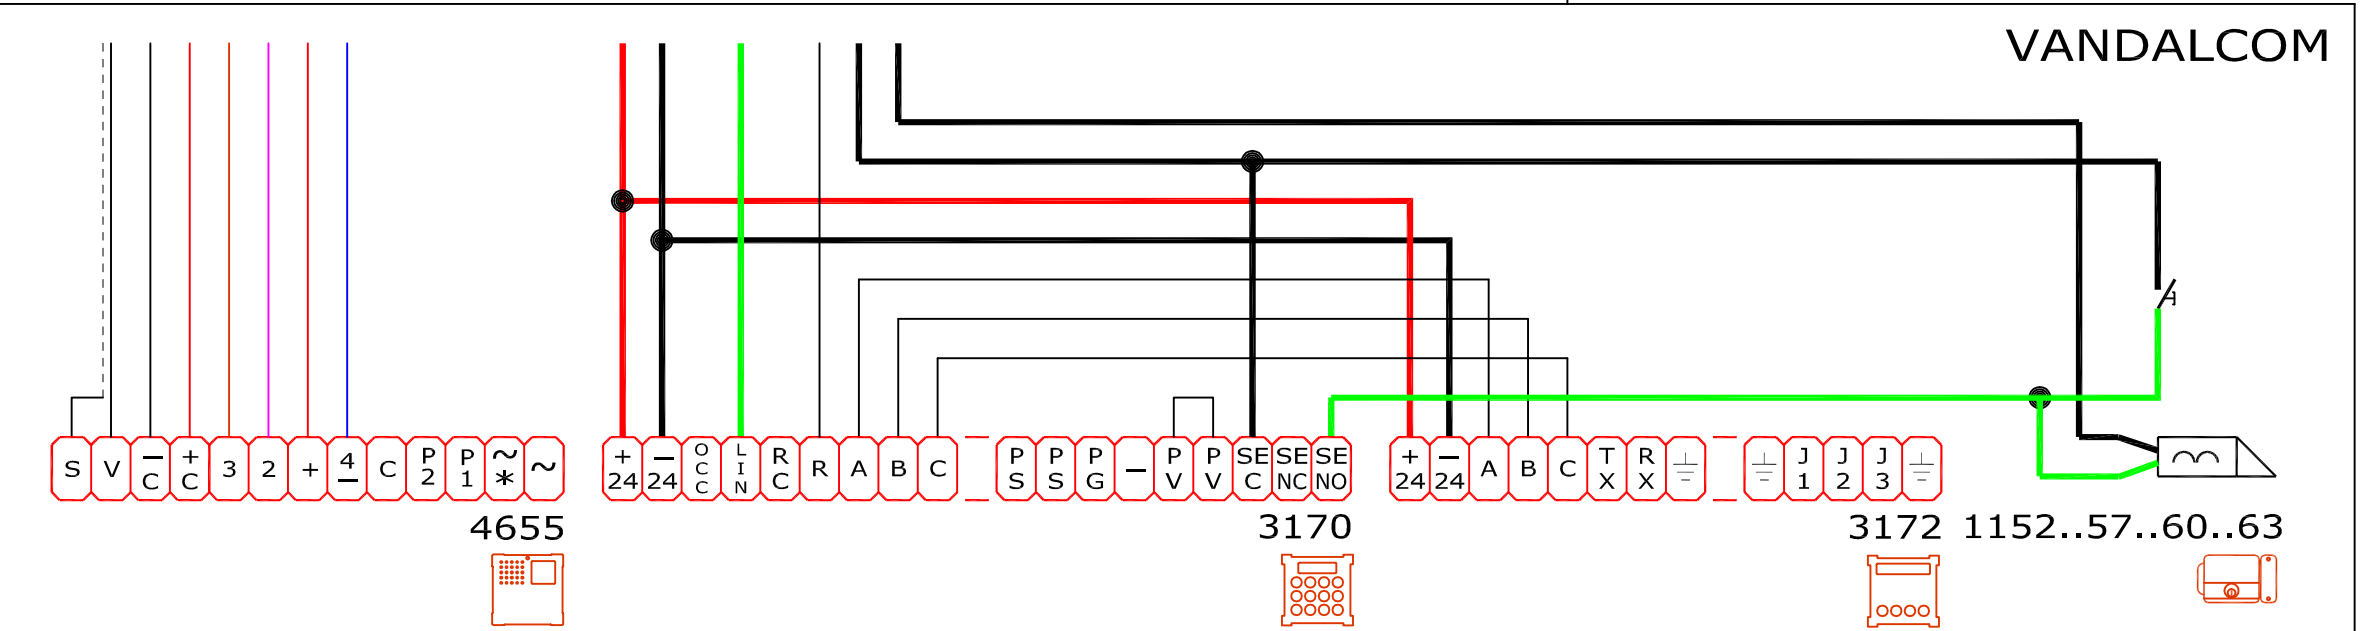 VANDALCOM
S V — C + C 3 2 + 4 — C P 2 P 1 ~ * ~
+ 24 — 24 O C C L I N R C R A B C
P S P S P G — P V P V SE C SE NC SE NO
+ 24 — 24 A B C T X R X
J 1 J 2 J 3
4655 3170 3172 1152..57..60..63